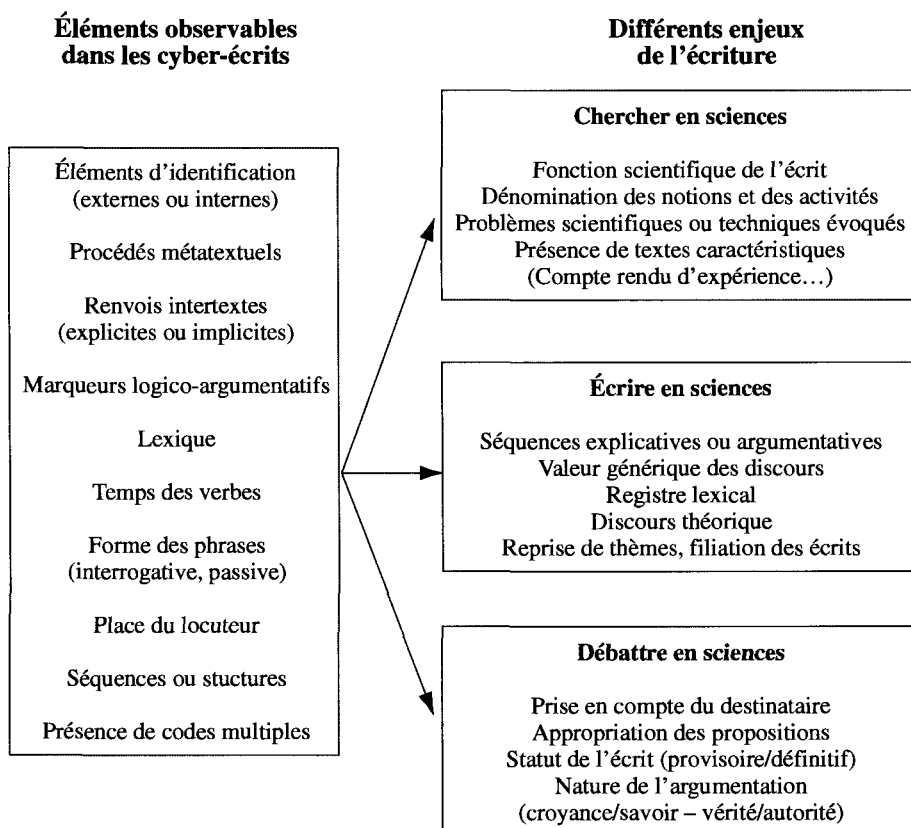 Éléments observables
dans les cyber-écrits
Éléments d'identification
(externes ou internes)
Procédés métatextuels
Renvois intertextes
(explicites ou implicites)
Marqueurs logico-argumentatifs
Lexique
Temps des verbes
Forme des phrases
(interrogative, passive)
Place du locuteur
Séquences ou stuctures
Présence de codes multiples
Différents enjeux
de l'écriture
Chercher en sciences
Fonction scientifique de l'écrit
Dénomination des notions et des activités
Problèmes scientifiques ou techniques évoqués
Présence de textes caractéristiques
(Compte rendu d'expérience…)
Écrire en sciences
Séquences explicatives ou argumentatives
Valeur générique des discours
Registre lexical
Discours théorique
Reprise de thèmes, filiation des écrits
Débattre en sciences
Prise en compte du destinataire
Appropriation des propositions
Statut de l'écrit (provisoire/définitif)
Nature de l'argumentation
(croyance/savoir – vérité/autorité)